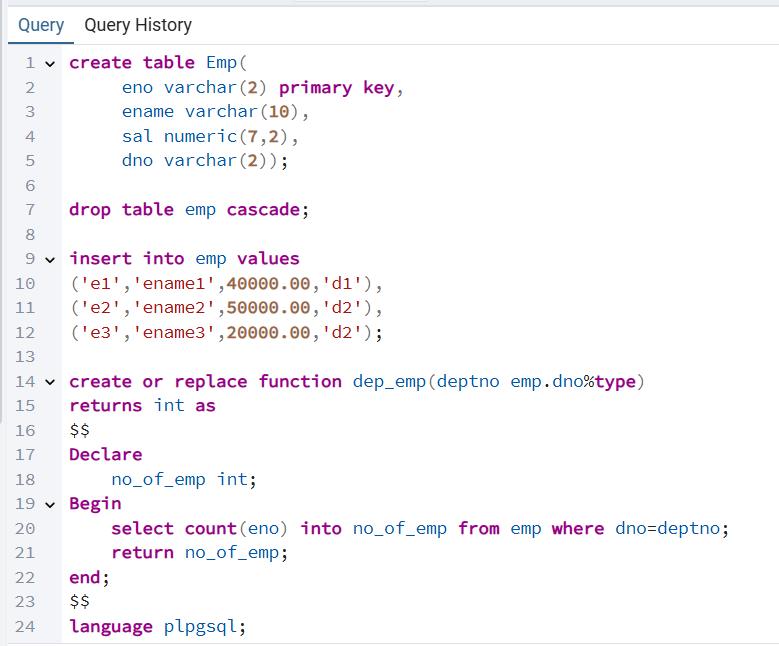 Query Query History
1 create table Emp(
2 eno varchar(2) primary key,
3 ename varchar(10),
4 sal numeric(7,2),
5 dno varchar(2));
6
7 drop table emp cascade;
8
9 insert into emp values
10 ('e1','ename1',40000.00,'d1'),
11 ('e2','ename2',50000.00,'d2'),
12 ('e3','ename3',20000.00,'d2');
13
14 create or replace function dep_emp(deptno emp.dno%type)
15 returns int as
16 $$
17 Declare
18 no_of_emp int;
19 Begin
20 select count(eno) into no_of_emp from emp where dno=deptno;
21 return no_of_emp;
22 end;
23 $$
24 language plpgsql;